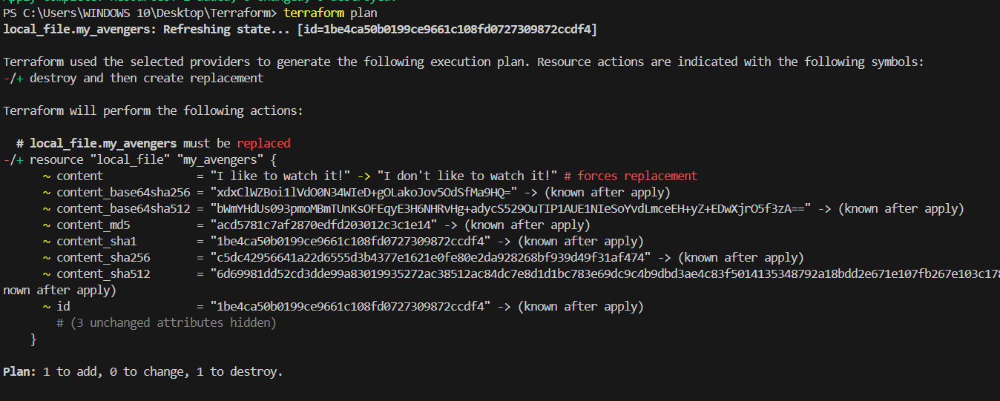 PS C:\Users\WINDOWS 10\Desktop\Terraform> terraform plan
local_file.my_avengers: Refreshing state... [id=1be4ca50b0199ce9661c108fd0727309872ccdf4]
Terraform used the selected providers to generate the following execution plan. Resource actions are indicated with the following symbols:
-/+ destroy and then create replacement
Terraform will perform the following actions:
# local_file.my_avengers must be replaced
-/+ resource "local_file" "my_avengers" {
~ content = "I like to watch it!" -> "I don't like to watch it!" # forces replacement
~ content_base64sha256 = "xdxClWZBoi1lVdO0N34WIeD+gOLakoJov5OdSfMa9HQ=" -> (known after apply)
~ content_base64sha512 = "bWmYHdUs093pmoMBmTUnKsOFEqyE3H6NHRvHg+adycS529OuTIP1AUE1NIeSoYvdLmceEH+yZ+EDwXjrO5f3zA==" -> (known after apply)
~ content_md5 = "acd5781c7af2870edfd203012c3c1e14" -> (known after apply)
~ content_sha1 = "1be4ca50b0199ce9661c108fd0727309872ccdf4" -> (known after apply)
~ content_sha256 = "c5dc42956641a22d6555d3b4377e1621e0fe80e2da928268bf939d49f31af474" -> (known after apply)
~ content_sha512 = "6d69981dd52cd3dde99a83019935272ac38512ac84dc7e8d1d1bc783e69dc9c4b9dbd3ae4c83f5014135348792a18bdd2e671e107fb267e103c178
nown after apply)
~ id = "1be4ca50b0199ce9661c108fd0727309872ccdf4" -> (known after apply)
# (3 unchanged attributes hidden)
}
Plan: 1 to add, 0 to change, 1 to destroy.